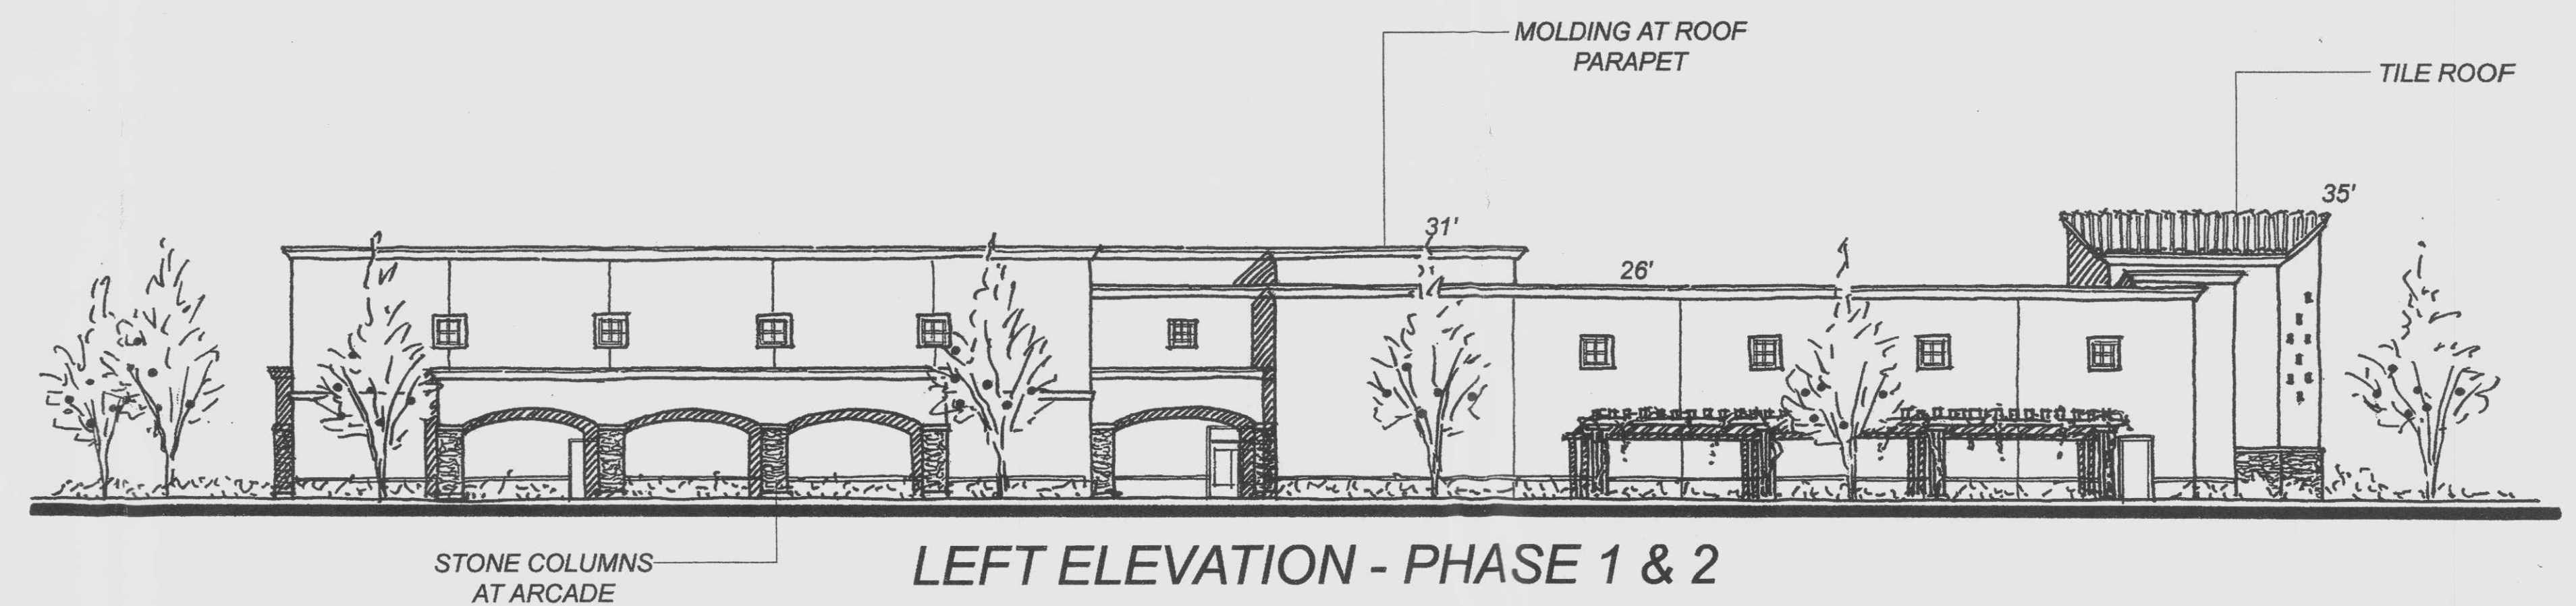 MOLDING AT ROOF
PARAPET
TILE ROOF
35'
31'
26'
STONE COLUMNS
AT ARCADE
LEFT ELEVATION - PHASE 1 & 2